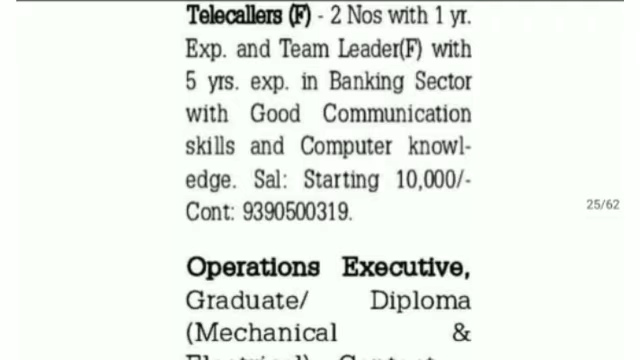 Telecallers (F) - 2 Nos with 1 yr.
Exp. and Team Leader(F) with
5 yrs. exp. in Banking Sector
with Good Communication
skills and Computer knowl-
edge. Sal: Starting 10,000/-
Cont: 9390500319.
25/62
Operations Executive,
Graduate/ Diploma
(Mechanical &